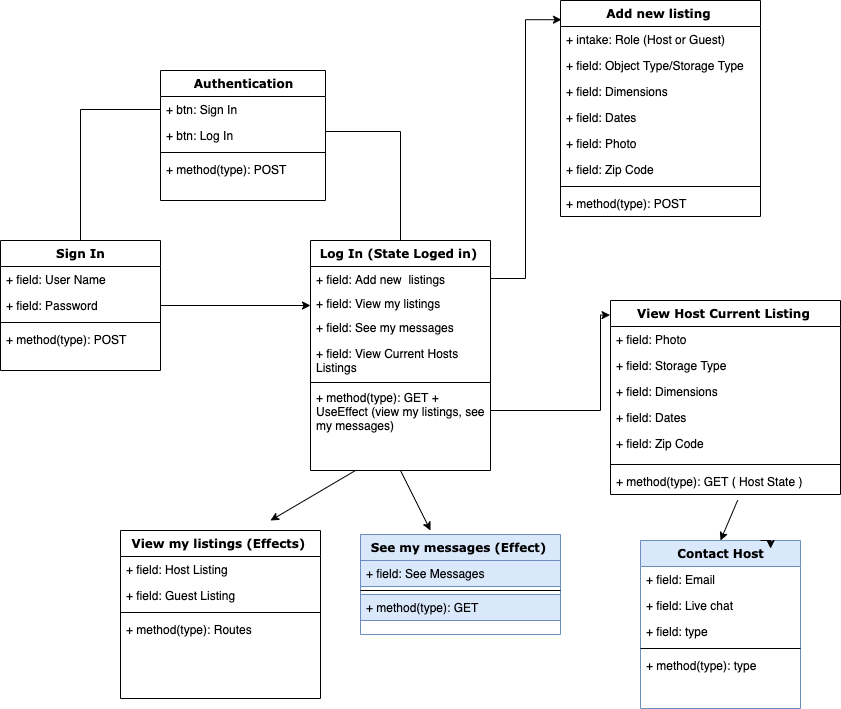 Add new listing
+ intake: Role (Host or Guest)
+ field: Object Type/Storage Type
+ field: Dimensions
+ field: Dates
+ field: Photo
+ field: Zip Code
+ method(type): POST
Authentication
+ btn: Sign In
+ btn: Log In
+ method(type): POST
Sign In
+ field: User Name
+ field: Password
+ method(type): POST
Log In (State Loged in)
+ field: Add new  listings
+ field: View my listings
+ field: See my messages
+ field: View Current Hosts
Listings
+ method(type): GET +
UseEffect (view my listings, see
my messages)
View Host Current Listing
+ field: Photo
+ field: Storage Type
+ field: Dimensions
+ field: Dates
+ field: Zip Code
+ method(type): GET ( Host State )
View my listings (Effects)
+ field: Host Listing
+ field: Guest Listing
+ method(type): Routes
See my messages (Effect)
+ field: See Messages
+ method(type): GET
Contact Host
+ field: Email
+ field: Live chat
+ field: type
+ method(type): type